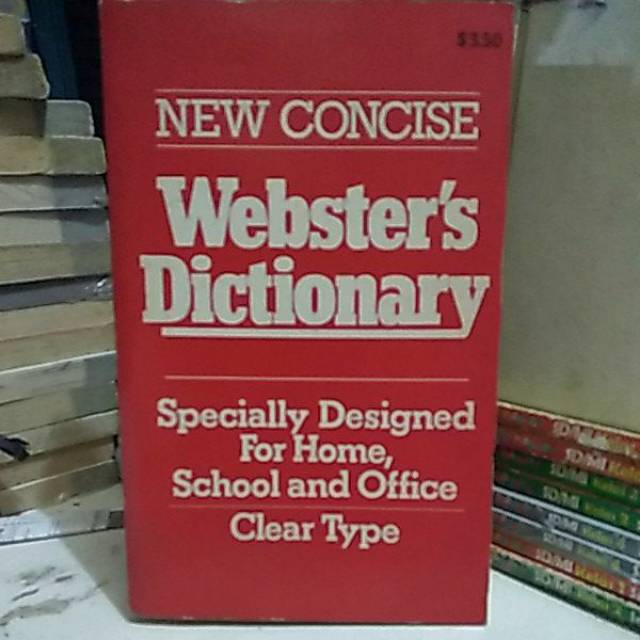 $3.50
NEW CONCISE
Webster's
Dictionary
Specially Designed
For Home,
School and Office
Clear Type